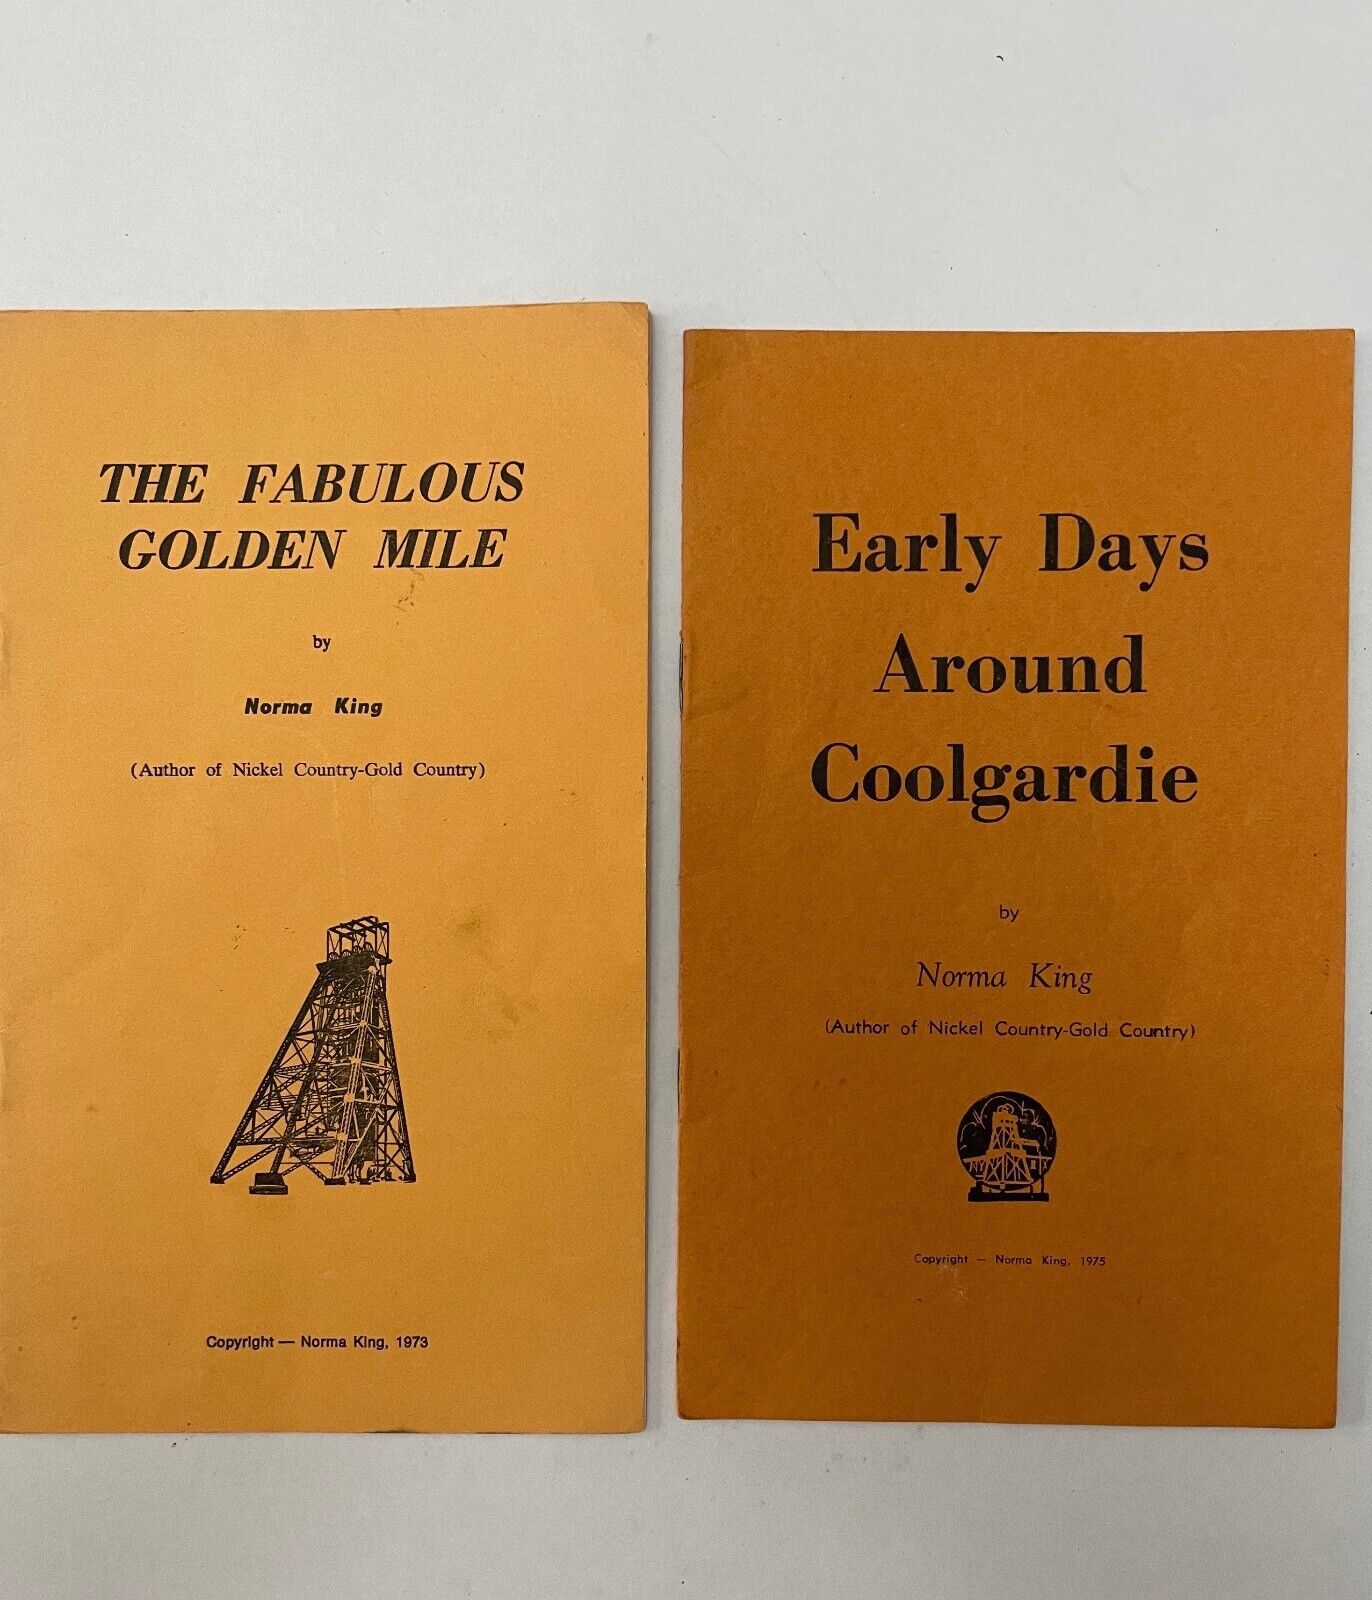 THE FABULOUS
GOLDEN MILE
by
Norma King
(Author of Nickel Country-Gold Country)
Copyright — Norma King, 1973
Early Days
Around
Coolgardie
by
Norma King
(Author of Nickel Country-Gold Country)
Copyright — Norma King, 1975